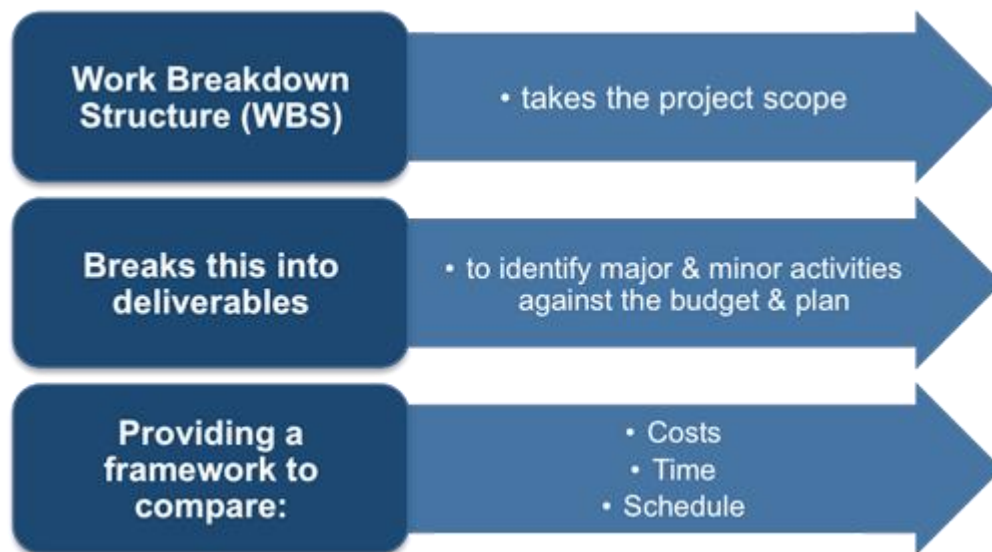 Work Breakdown
Structure (WBS)
• takes the project scope
Breaks this into
deliverables
• to identify major & minor activities
against the budget & plan
Providing a
framework to
compare:
• Costs
• Time
• Schedule